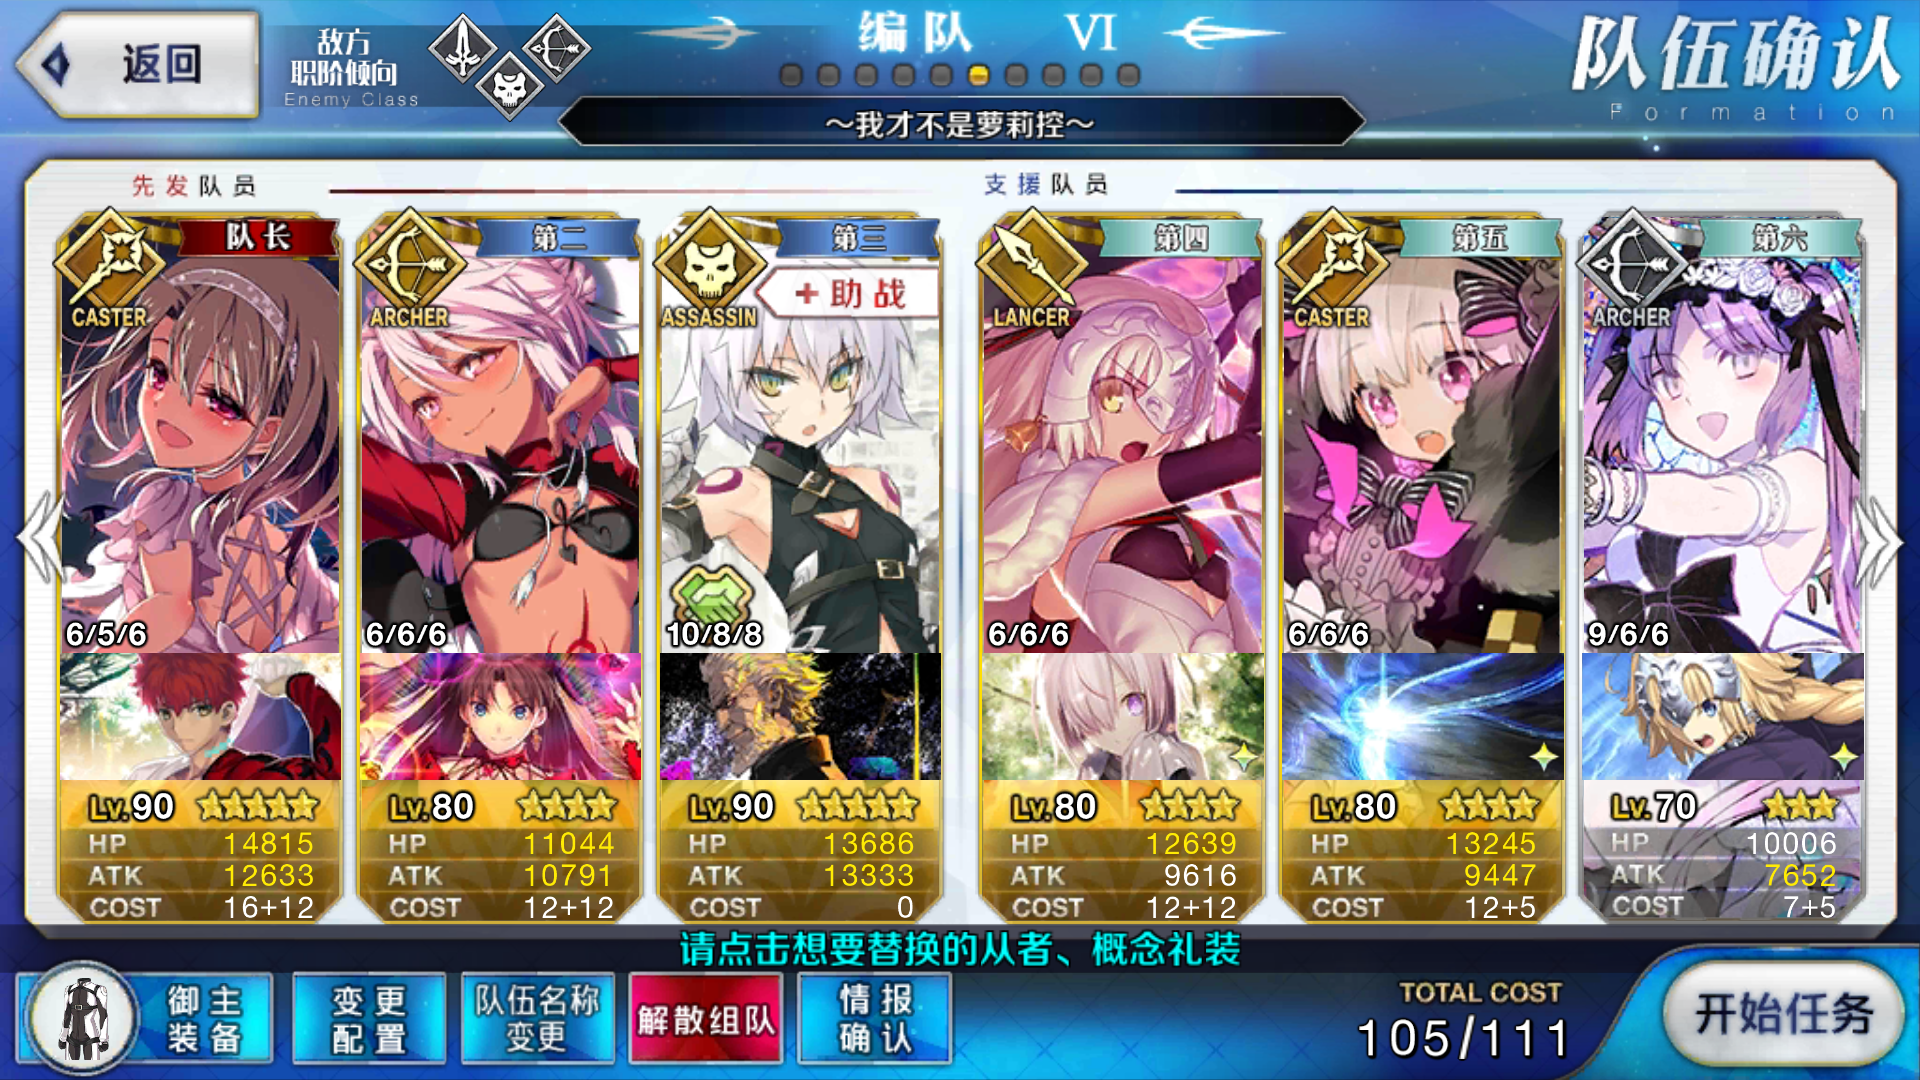 返回
敌方
职阶倾向
Enemy Class
编队 VI
～我才不是萝莉控～
队伍确认
Formation
先发队员
支援队员
队长
CASTER
6/5/6
Lv.90
HP 14815
ATK 12633
COST 16+12
第二
ARCHER
6/6/6
Lv.80
HP 11044
ATK 10791
COST 12+12
第三
+助战
ASSASSIN
10/8/8
Lv.90
HP 13686
ATK 13333
COST 0
第四
LANCER
6/6/6
Lv.80
HP 12639
ATK 9616
COST 12+12
第五
CASTER
6/6/6
Lv.80
HP 13245
ATK 9447
COST 12+5
第六
ARCHER
9/6/6
Lv.70
HP 10006
ATK 7652
COST 7+5
请点击想要替换的从者、概念礼装
御主
装备
变更
配置
队伍名称
变更
解散组队
情报
确认
TOTAL COST
105/111
开始任务